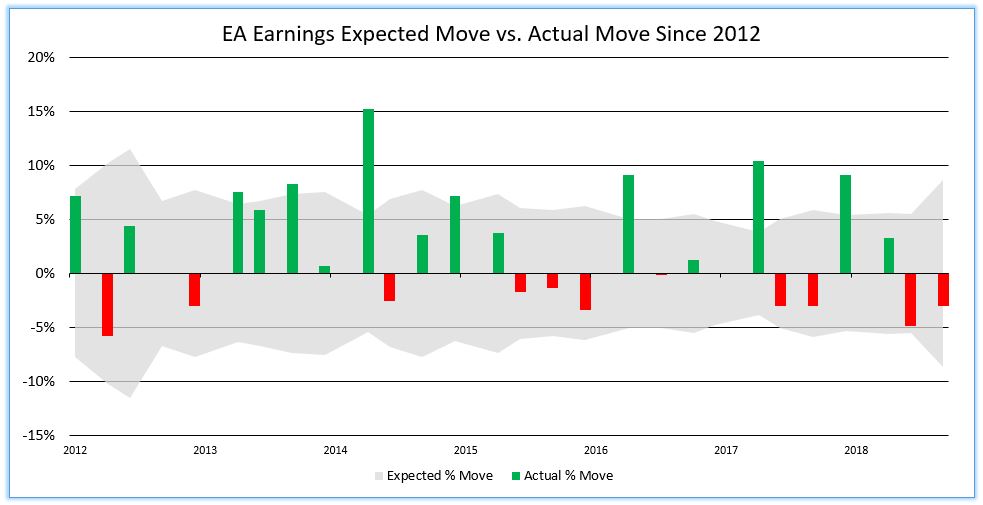 EA Earnings Expected Move vs. Actual Move Since 2012
20%
15%
10%
5%
0%
-5%
-10%
-15%
2012 2013 2014 2015 2016 2017 2018
Expected % Move Actual % Move